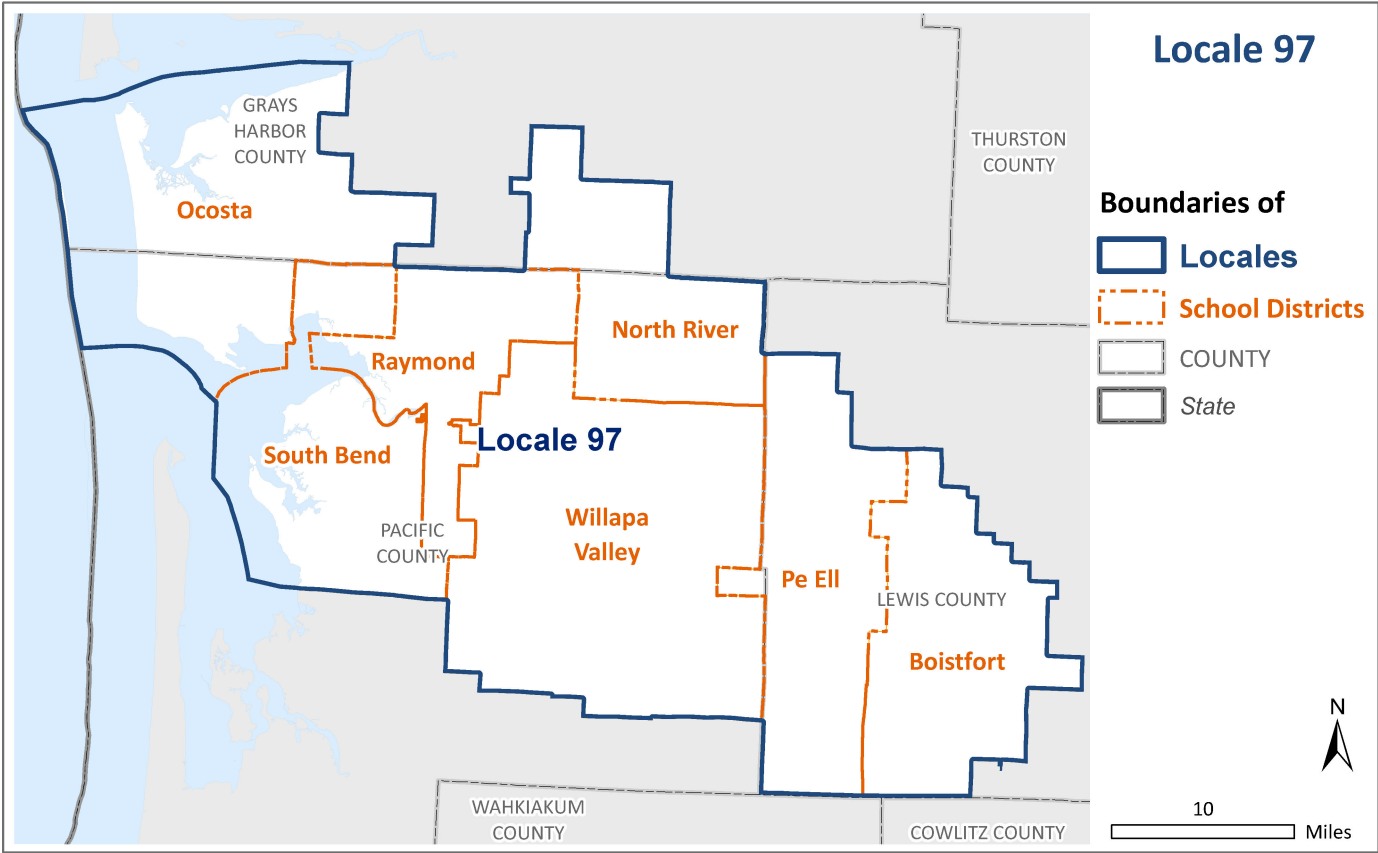 Locale 97
GRAYS
HARBOR
COUNTY
THURSTON
COUNTY
Ocosta
North River
Raymond
Locale 97
South Bend
Willapa
Valley
PACIFIC
COUNTY
Pe Ell
LEWIS COUNTY
Boistfort
WAHKIAKUM
COUNTY
COWLITZ COUNTY
Boundaries of
Locales
School Districts
COUNTY
State
N
10
Miles